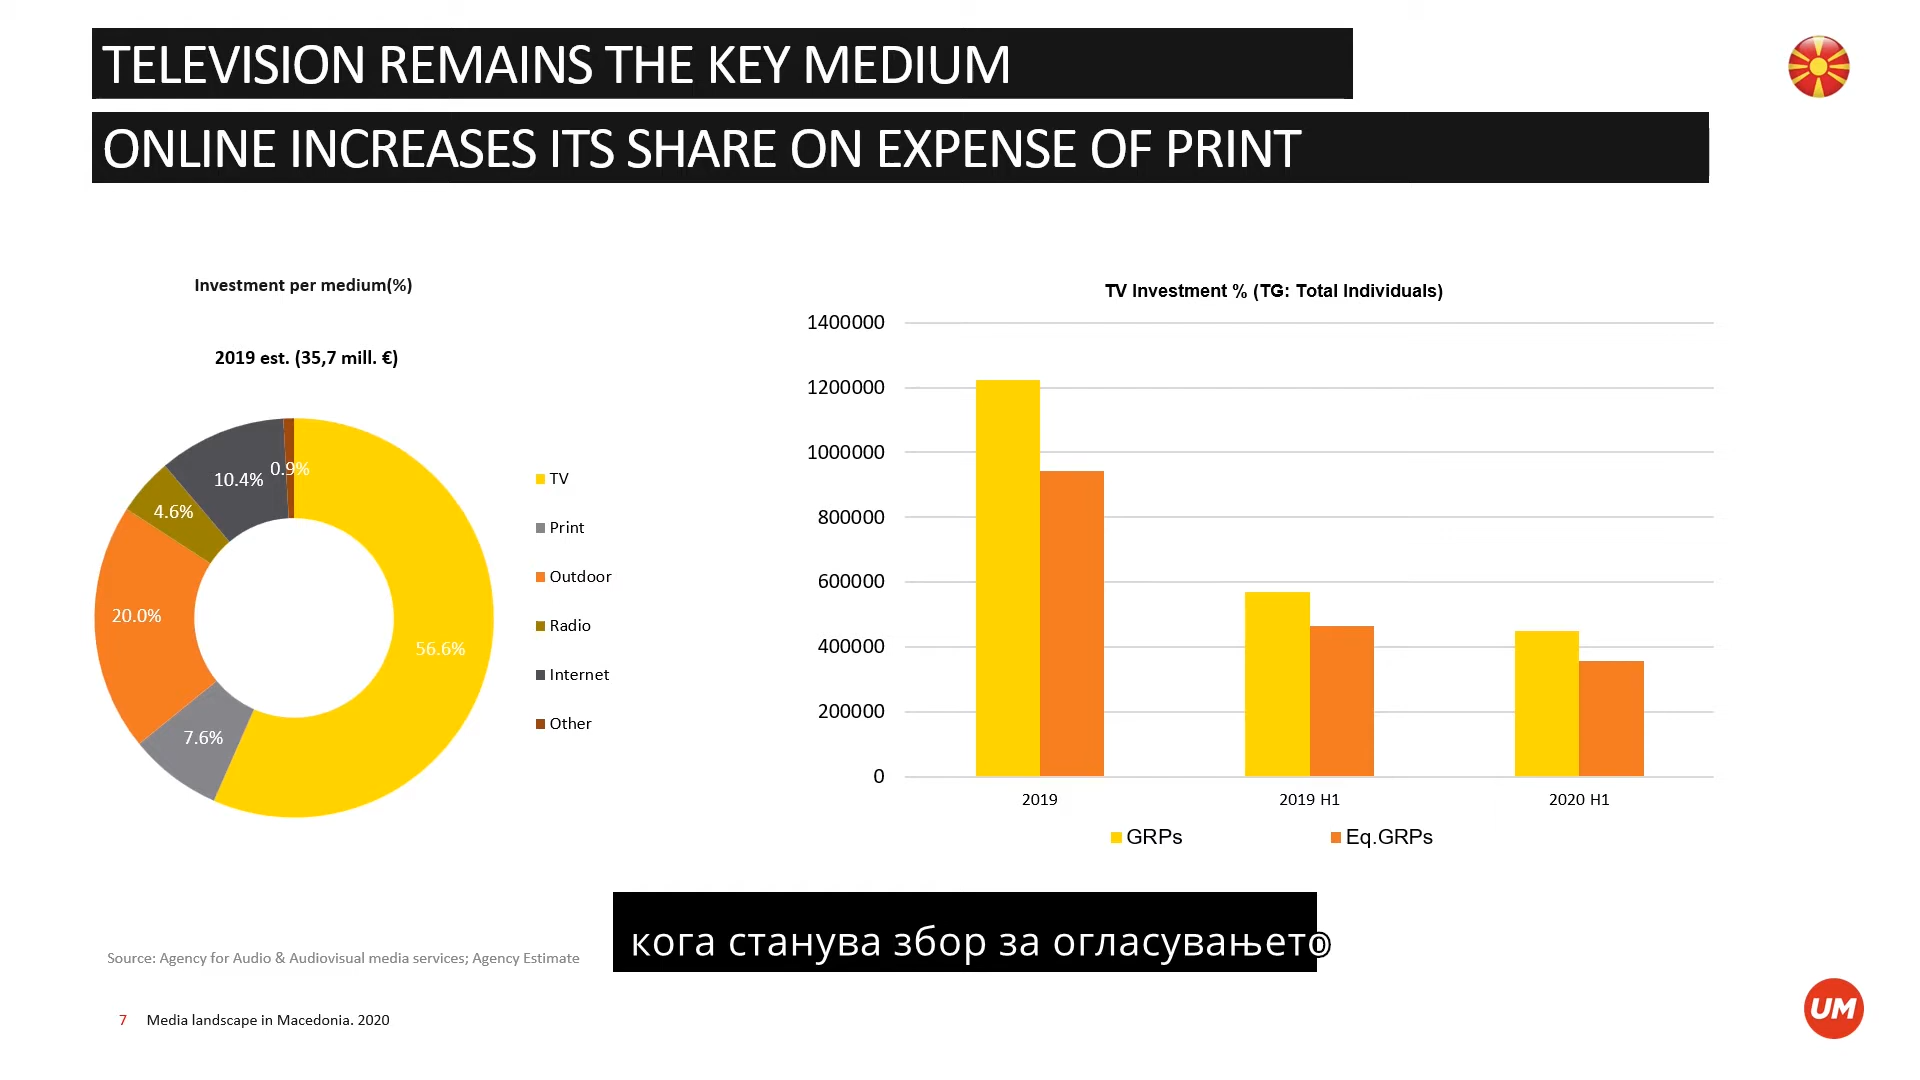 TELEVISION REMAINS THE KEY MEDIUM
ONLINE INCREASES ITS SHARE ON EXPENSE OF PRINT
Investment per medium(%)
2019 est. (35,7 mill. €)
0.9%
10.4%
4.6%
20.0%
56.6%
7.6%
TV
Print
Outdoor
Radio
Internet
Other
TV Investment % (TG: Total Individuals)
1400000
1200000
1000000
800000
600000
400000
200000
0
2019
2019 H1
2020 H1
GRPs
Eq.GRPs
кога станува збор за огласувањето
Source: Agency for Audio & Audiovisual media services; Agency Estimate
7 Media landscape in Macedonia. 2020
UM